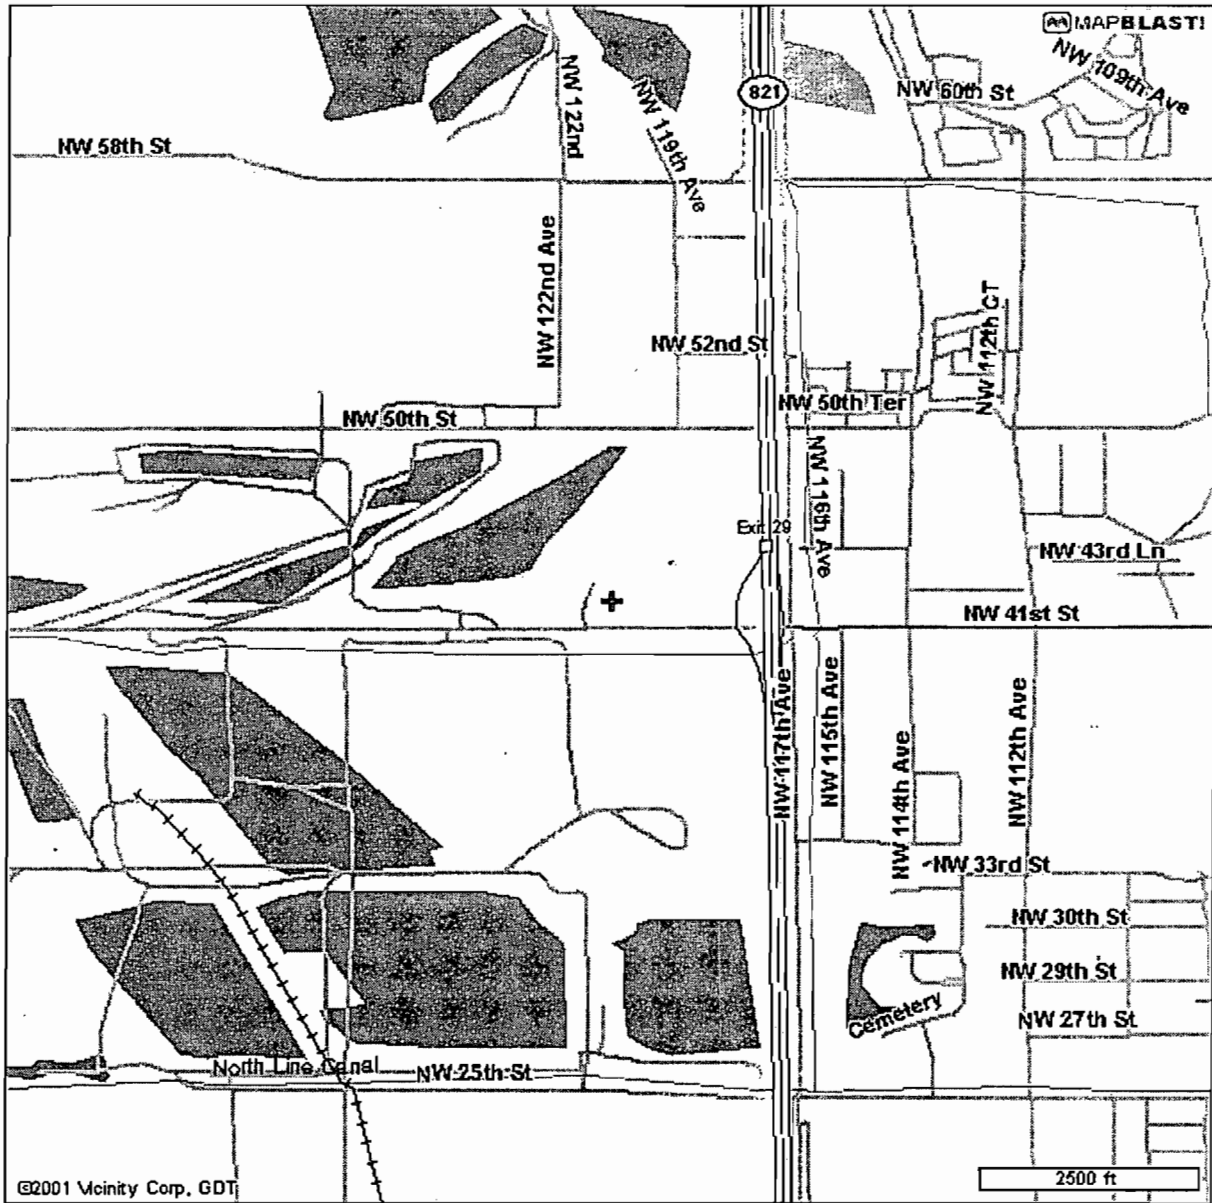 MAPBLAST!
NW 109th Ave
NW 122nd
821
NW 60th St
NW 119th Ave
NW 58th St
NW 122nd Ave
NW 112th CT
NW 52nd St
NW 50th Ter
NW 50th St
NW 116th Ave
Exit 29
NW 43rd Ln
NW 41st St
NW 117th Ave
NW 115th Ave
NW 114th Ave
NW 112th Ave
NW 33rd St
NW 30th St
NW 29th St
Cemetery
NW 27th St
North Line Canal
NW 25th St
©2001 Vicinity Corp, GDT
2500 ft